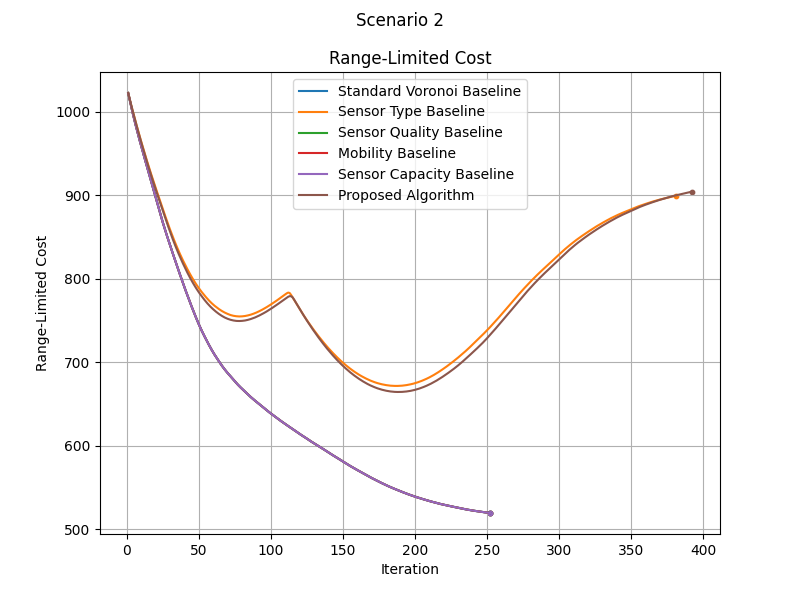 Scenario 2
Range-Limited Cost
Standard Voronoi Baseline
Sensor Type Baseline
Sensor Quality Baseline
Mobility Baseline
Sensor Capacity Baseline
Proposed Algorithm
Range-Limited Cost
1000
900
800
700
600
500
0 50 100 150 200 250 300 350 400
Iteration